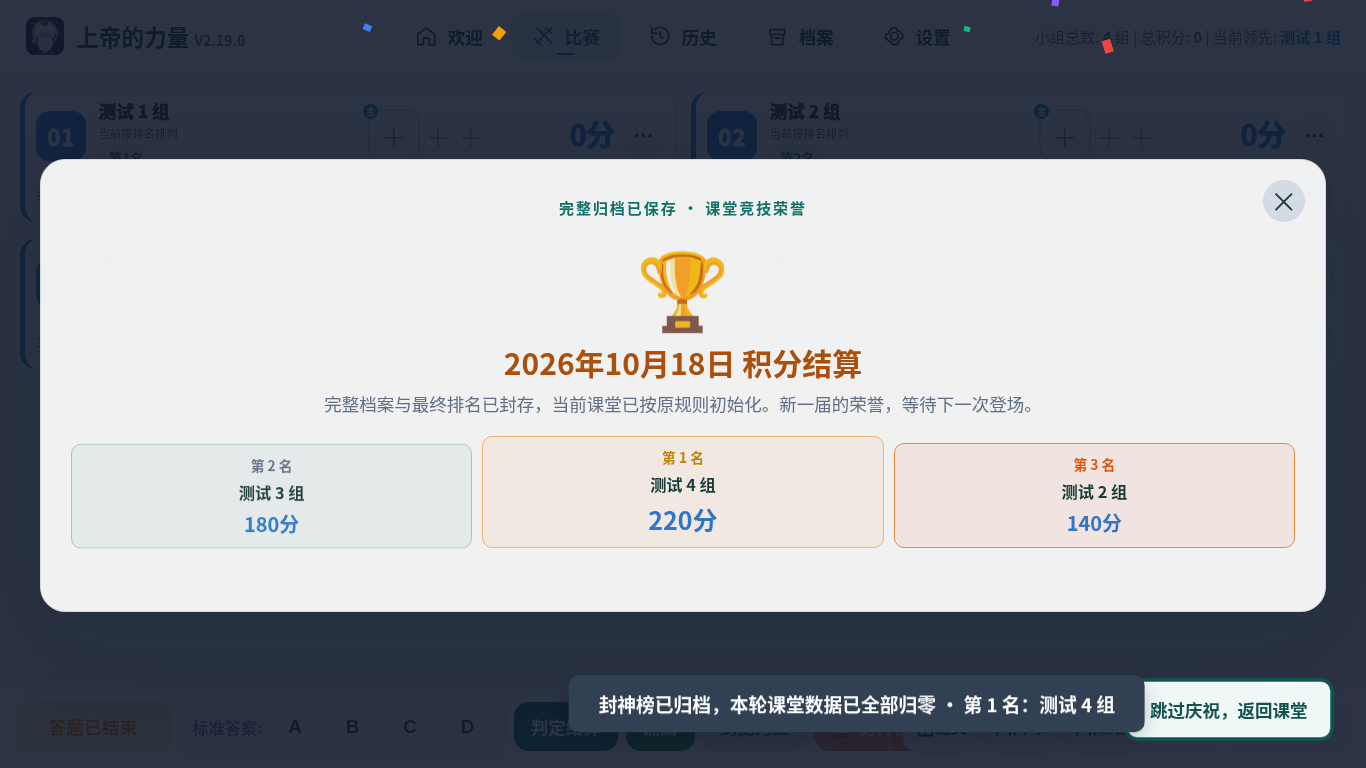 上帝的力量 V2.19.0
欢迎
比赛
历史
档案
设置
小组总数: 4 组 | 总积分: 0 | 当前领先: 测试 1 组
01
测试 1 组
当前按排名排列
第1名
0分
02
测试 2 组
当前按排名排列
第2名
0分
完整归档已保存 · 课堂竞技荣誉
2026年10月18日 积分结算
完整档案与最终排名已封存，当前课堂已按原规则初始化。新一届的荣誉，等待下一次登场。
第 2 名
测试 3 组
180分
第 1 名
测试 4 组
220分
第 3 名
测试 2 组
140分
答题已结束
标准答案:
A
B
C
D
封神榜已归档，本轮课堂数据已全部归零 · 第 1 名：测试 4 组
跳过庆祝，返回课堂